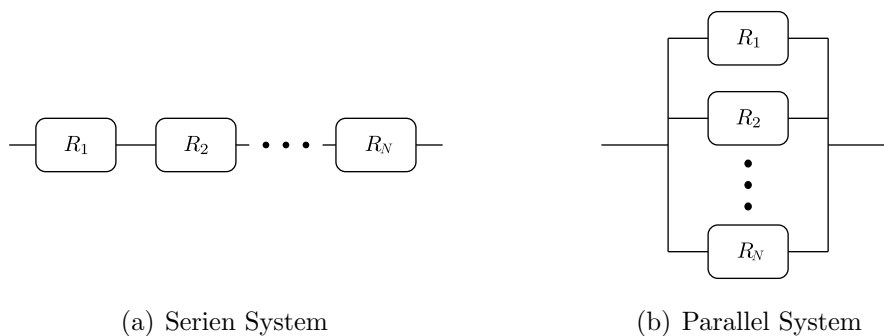 R1
R1 R2 RN
R2
RN
(a) Serien System
(b) Parallel System